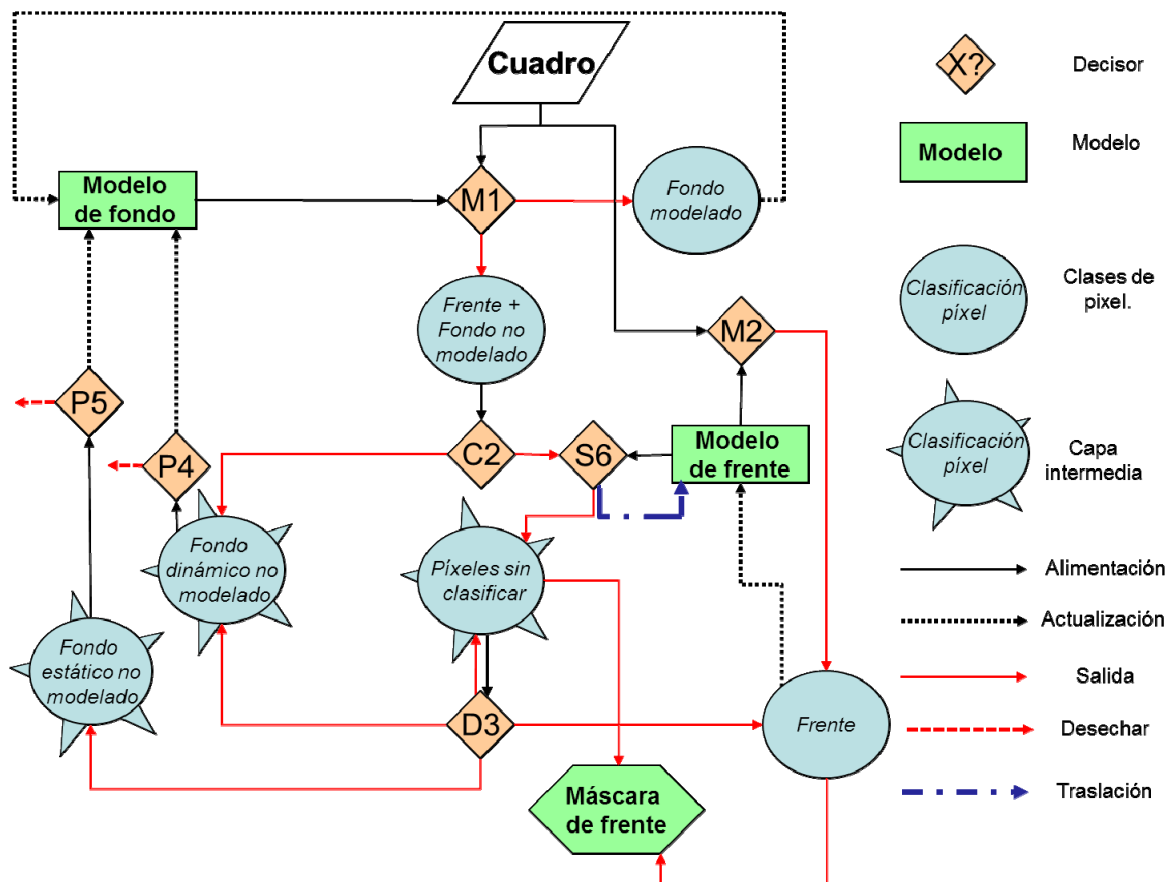 Cuadro
X?
Decisor
Modelo
Modelo
Modelo
de fondo
M1
Fondo
modelado
Frente +
Fondo no
modelado
M2
Clasificación
píxel
Clases de
pixel.
P5
P4
C2
S6
Modelo
de frente
Clasificación
píxel
Capa
intermedia
Fondo
dinámico no
modelado
Píxeles sin
clasificar
Alimentación
Actualización
Fondo
estático no
modelado
D3
Frente
Salida
Desechar
Máscara
de frente
Traslación